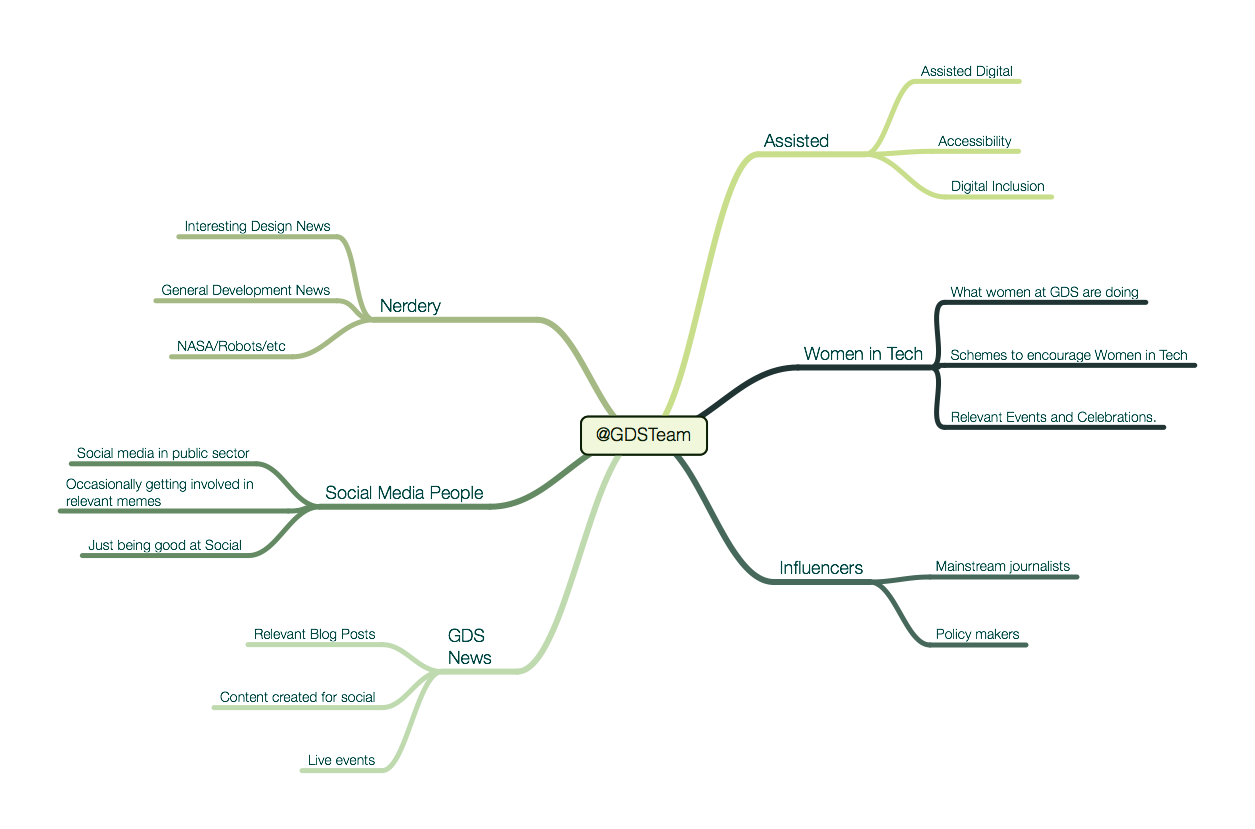 @GDSTeam
Assisted
Assisted Digital
Accessibility
Digital Inclusion
Women in Tech
What women at GDS are doing
Schemes to encourage Women in Tech
Relevant Events and Celebrations.
Influencers
Mainstream journalists
Policy makers
Nerdery
Interesting Design News
General Development News
NASA/Robots/etc
Social Media People
Social media in public sector
Occasionally getting involved in
relevant memes
Just being good at Social
GDS
News
Relevant Blog Posts
Content created for social
Live events